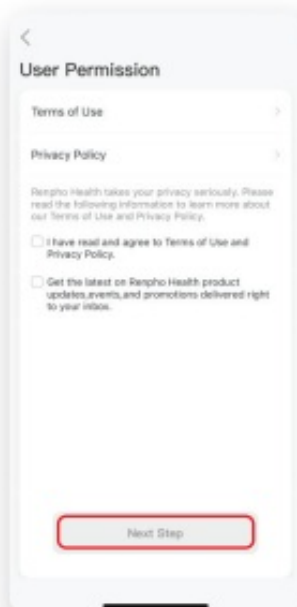 User Permission
Terms of Use
Privacy Policy
Renpho Health takes your privacy seriously. Please
read the following information to learn more about
our Terms of Use and Privacy Policy.
I have read and agree to Terms of Use and
Privacy Policy.
Get the latest on Renpho Health product
updates,events,and promotions delivered right
to your inbox.
Next Step